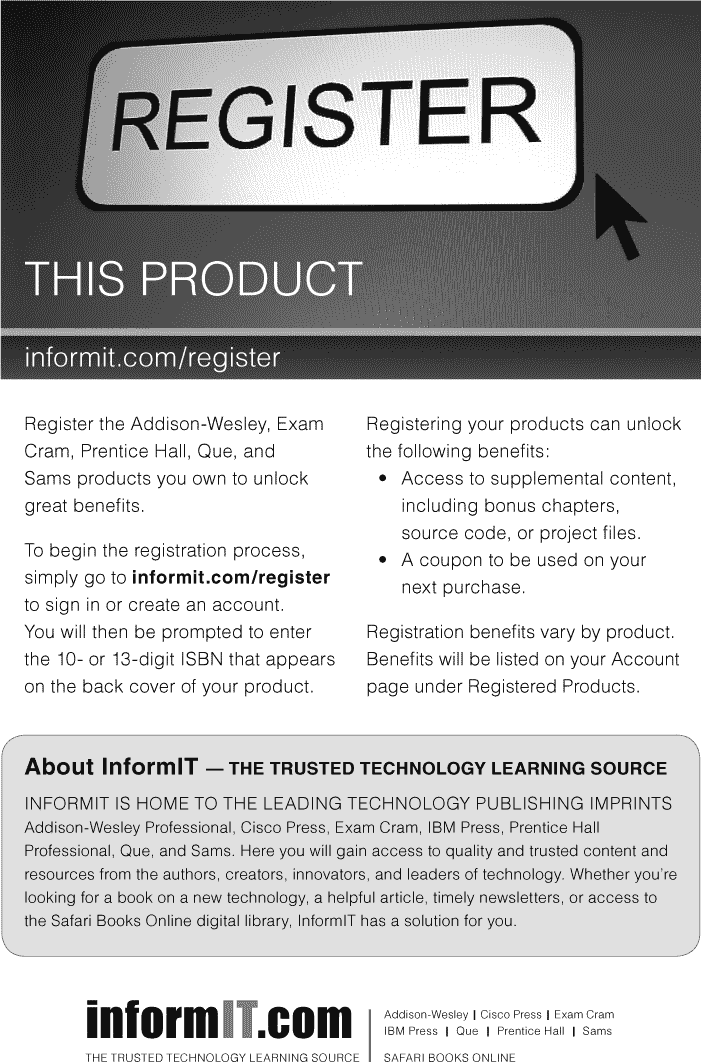 REGISTER
THIS PRODUCT
informit.com/register
Register the Addison-Wesley, Exam
Cram, Prentice Hall, Que, and
Sams products you own to unlock
great benefits.
To begin the registration process,
simply go to informit.com/register
to sign in or create an account.
You will then be prompted to enter
the 10- or 13-digit ISBN that appears
on the back cover of your product.
Registering your products can unlock
the following benefits:
• Access to supplemental content,
including bonus chapters,
source code, or project files.
• A coupon to be used on your
next purchase.
Registration benefits vary by product.
Benefits will be listed on your Account
page under Registered Products.
About InformIT — THE TRUSTED TECHNOLOGY LEARNING SOURCE
INFORMIT IS HOME TO THE LEADING TECHNOLOGY PUBLISHING IMPRINTS
Addison-Wesley Professional, Cisco Press, Exam Cram, IBM Press, Prentice Hall
Professional, Que, and Sams. Here you will gain access to quality and trusted content and
resources from the authors, creators, innovators, and leaders of technology. Whether you're
looking for a book on a new technology, a helpful article, timely newsletters, or access to
the Safari Books Online digital library, InformIT has a solution for you.
informIT.com
THE TRUSTED TECHNOLOGY LEARNING SOURCE
Addison-Wesley | Cisco Press | Exam Cram
IBM Press | Que | Prentice Hall | Sams
SAFARI BOOKS ONLINE